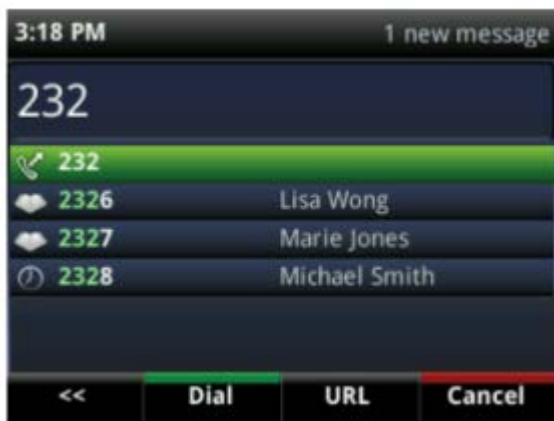 3:18 PM 1 new message
232
232
2326 Lisa Wong
2327 Marie Jones
2328 Michael Smith
<< Dial URL Cancel